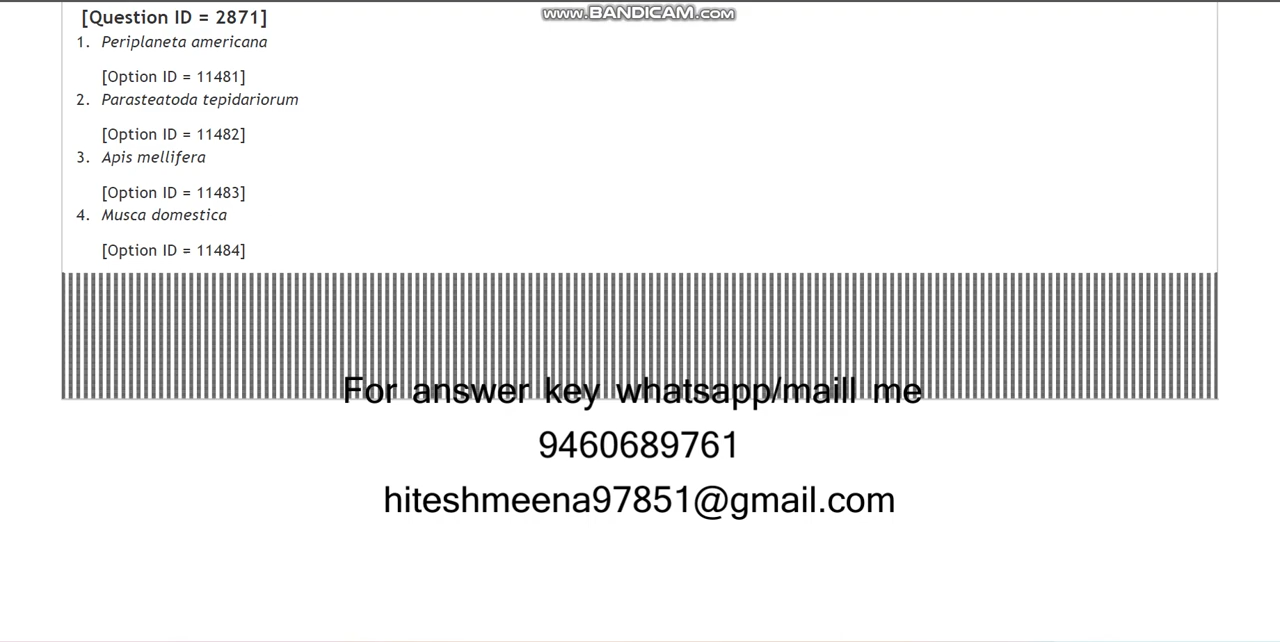 www.BANDICAM.com
[Question ID = 2871]
1. Periplaneta americana
[Option ID = 11481]
2. Parasteatoda tepidariorum
[Option ID = 11482]
3. Apis mellifera
[Option ID = 11483]
4. Musca domestica
[Option ID = 11484]
For answer key whatsapp/maill me
9460689761
hiteshmeena97851@gmail.com